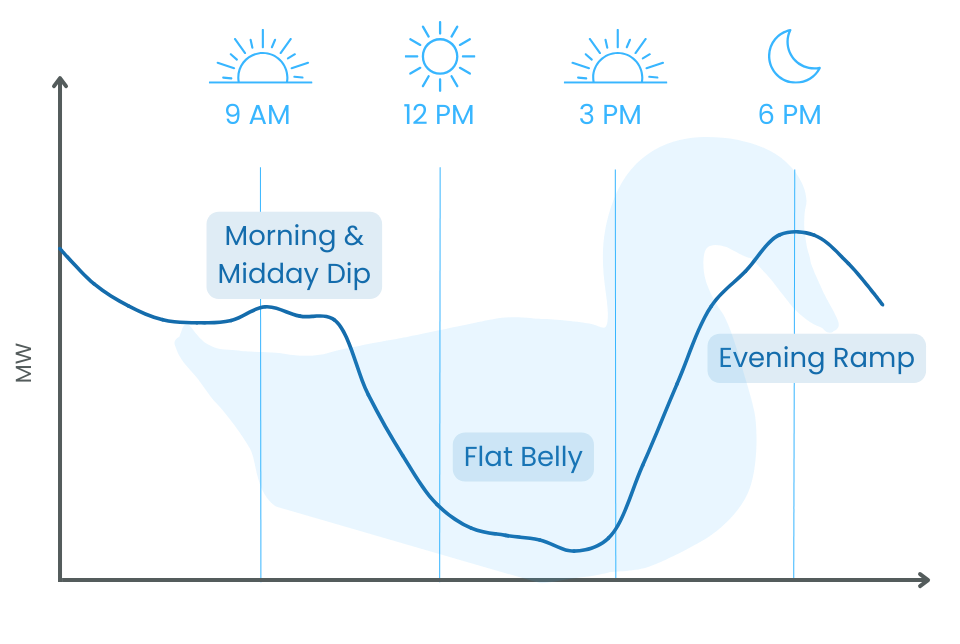 9 AM
12 PM
3 PM
6 PM
Morning &
Midday Dip
MW
Evening Ramp
Flat Belly